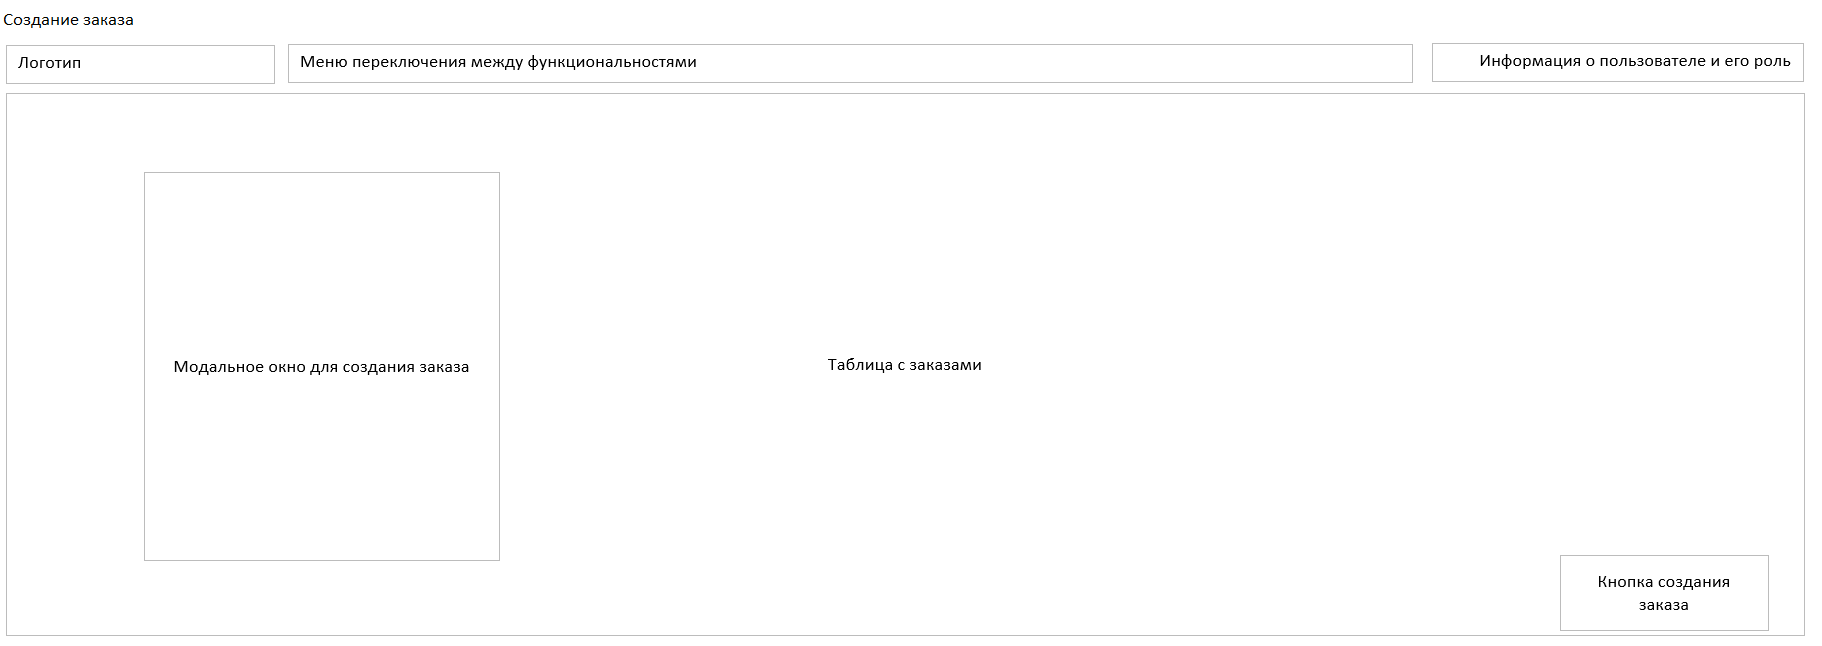 Создание заказа
Логотип
Меню переключения между функциональностями
Информация о пользователе и его роль
Модальное окно для создания заказа
Таблица с заказами
Кнопка создания
заказа